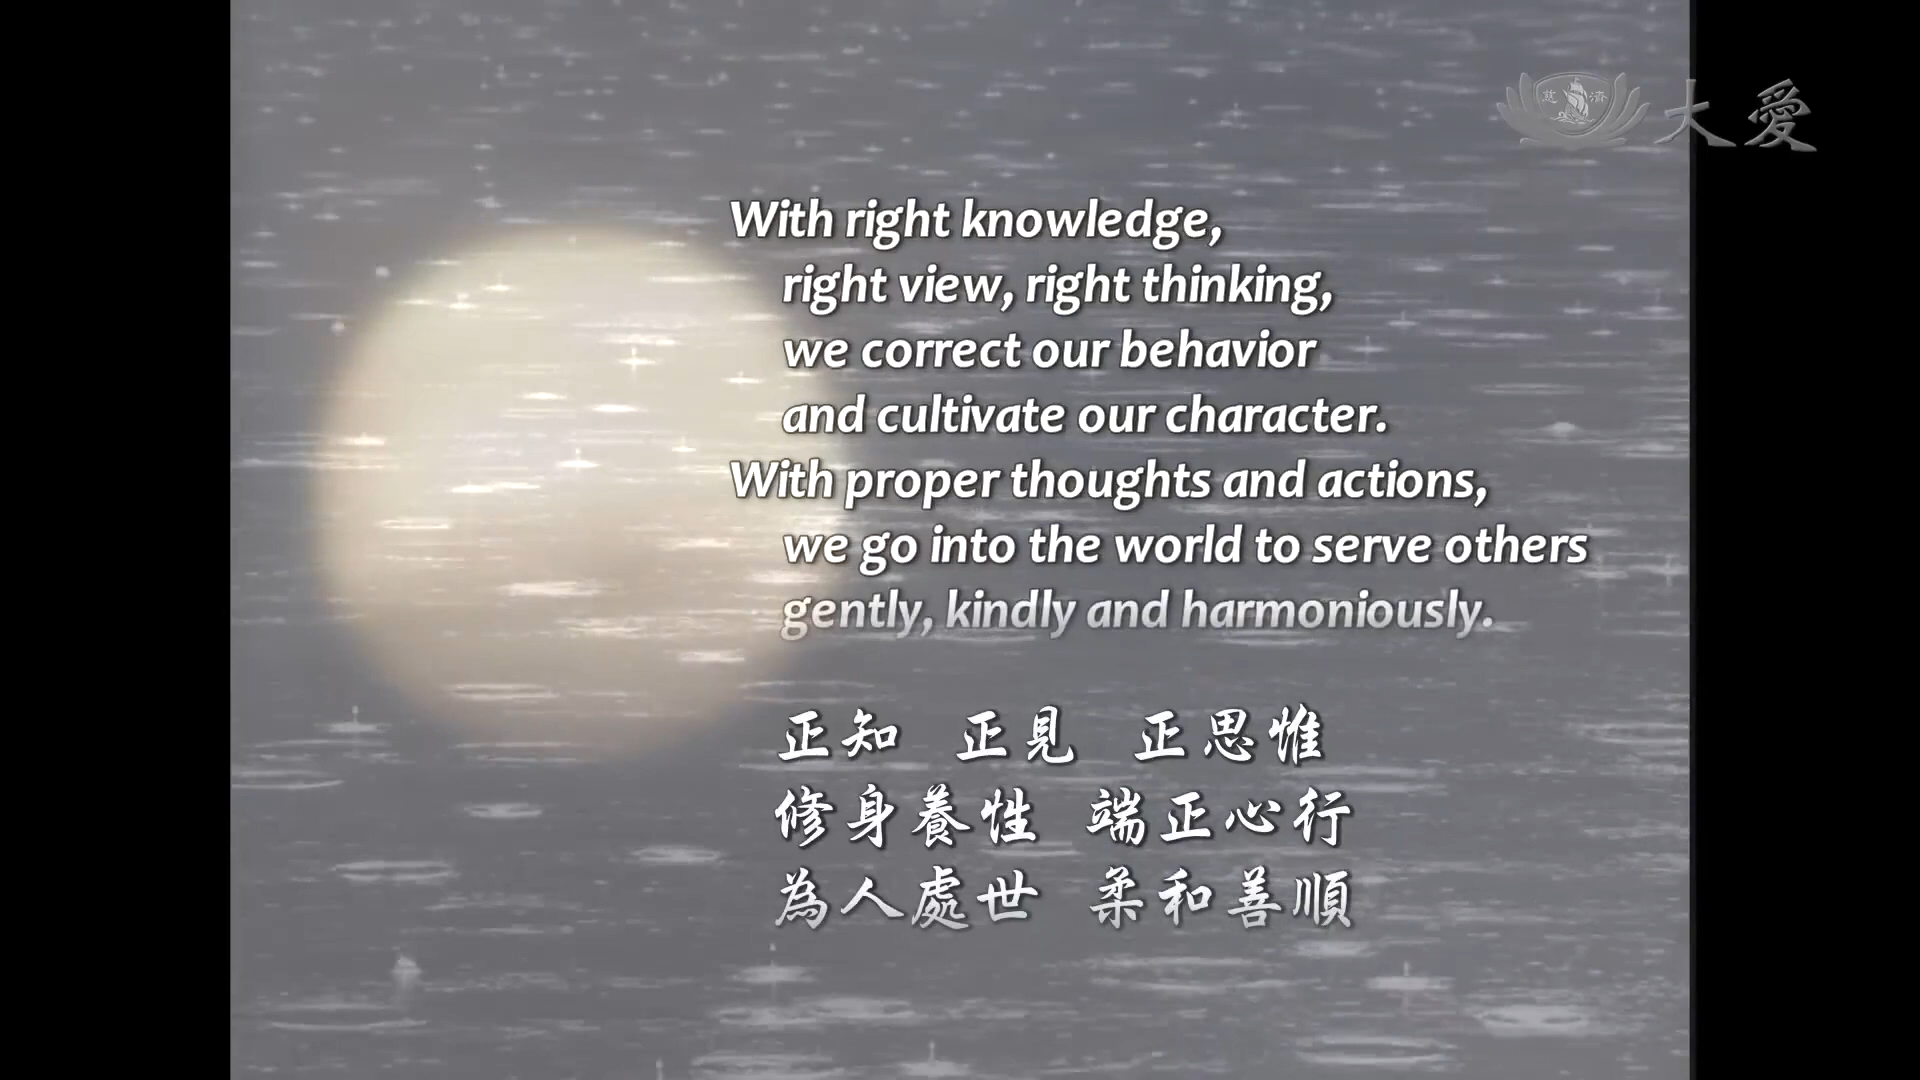 慈濟
大愛
With right knowledge,
right view, right thinking,
we correct our behavior
and cultivate our character.
With proper thoughts and actions,
we go into the world to serve others
gently, kindly and harmoniously.
正知 正見 正思惟
修身養性 端正心行
為人處世 柔和善順